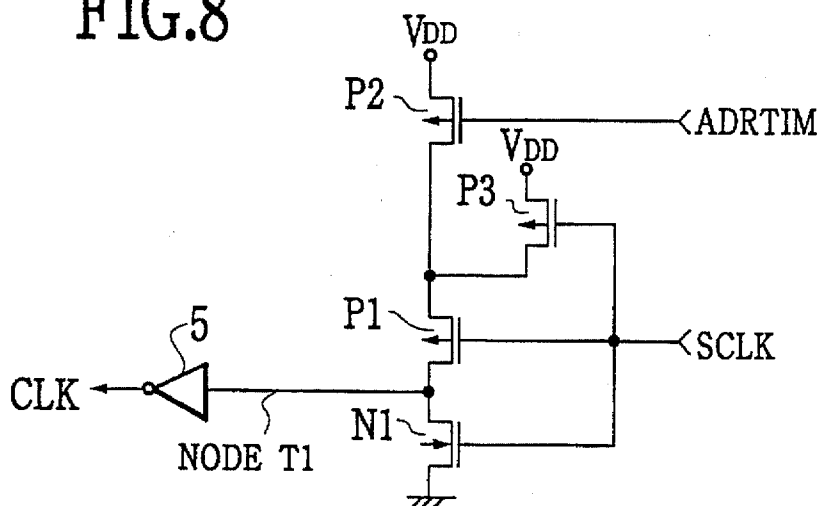 FIG.8
VDD
P2
ADRTIM
VDD
P3
P1
SCLK
5
CLK
NODE T1
N1